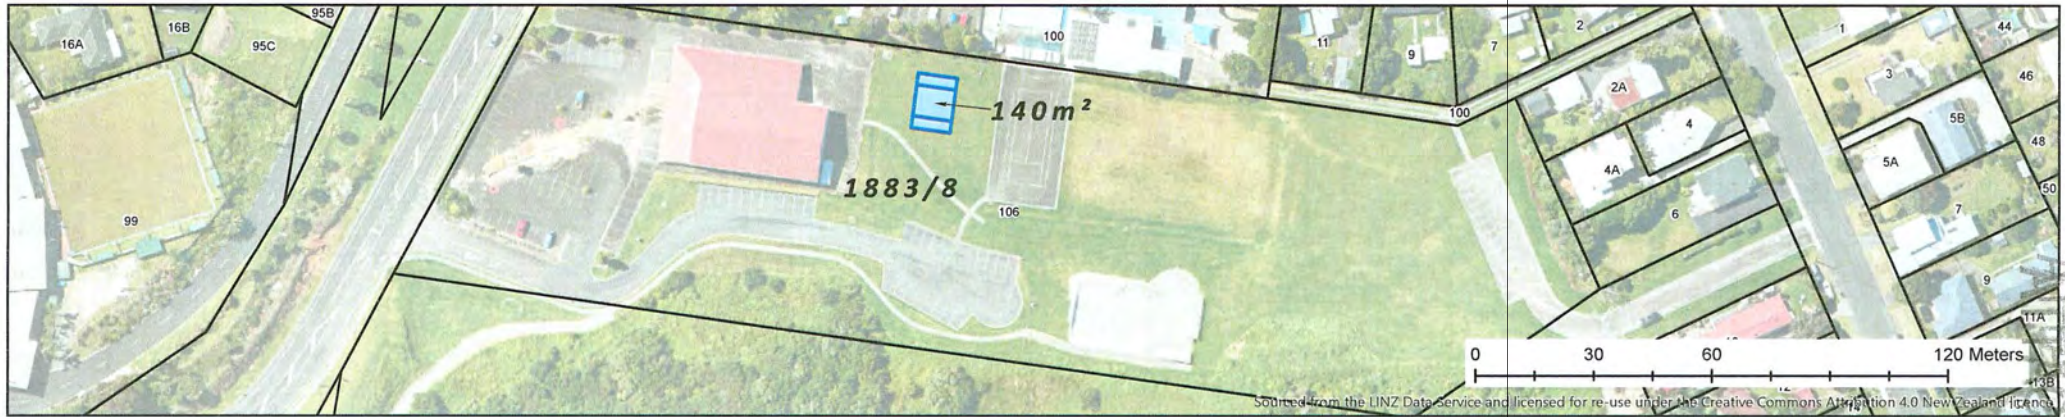 95B
16A
16B
95C
100
11
9
7
2
1
44
3
46
2A
140m²
100
4
5B
48
4A
5A
1883/8
50
106
6
7
99
9
11A
0 30 60 120 Meters
13B
12
Sourced from the LINZ Data Service and licensed for re-use under the Creative Commons Attribution 4.0 New Zealand licence